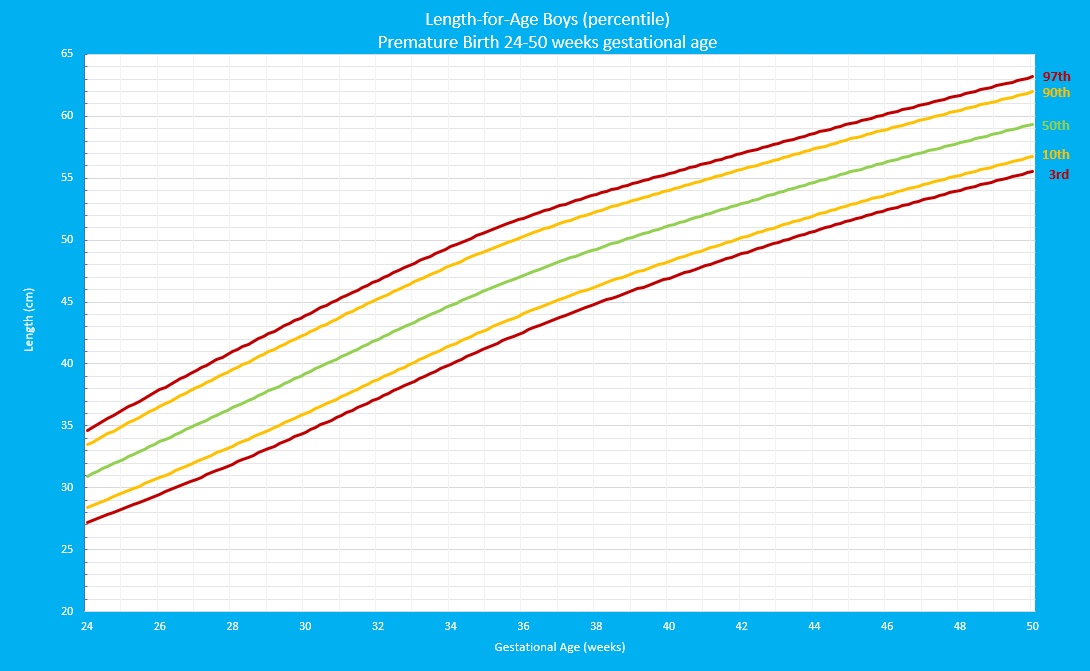 Length-for-Age Boys (percentile)
Premature Birth 24-50 weeks gestational age
65
60
55
50
45
40
35
30
25
20
Length (cm)
97th
90th
50th
10th
3rd
24 26 28 30 32 34 36 38 40 42 44 46 48 50
Gestational Age (weeks)